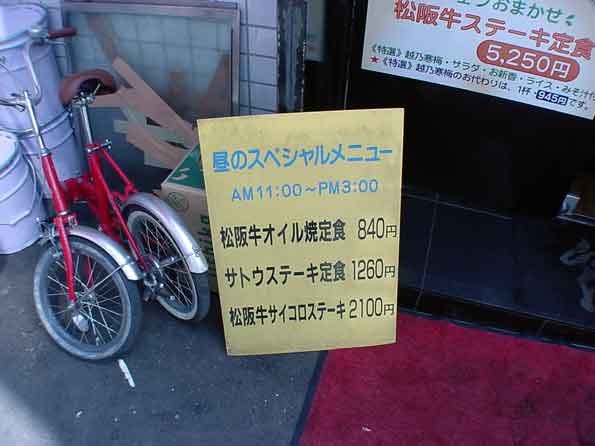 松阪牛ステーキ定食
5,250円
《特選》越乃寒梅・サラダ・お新香・ライス・みそ汁付
★《特選》越乃寒梅のお代わりは、1杯・945円です。
昼のスペシャルメニュー
AM11:00～PM3:00
松阪牛オイル焼定食 840円
サトウステーキ定食 1260円
松阪牛サイコロステーキ 2100円